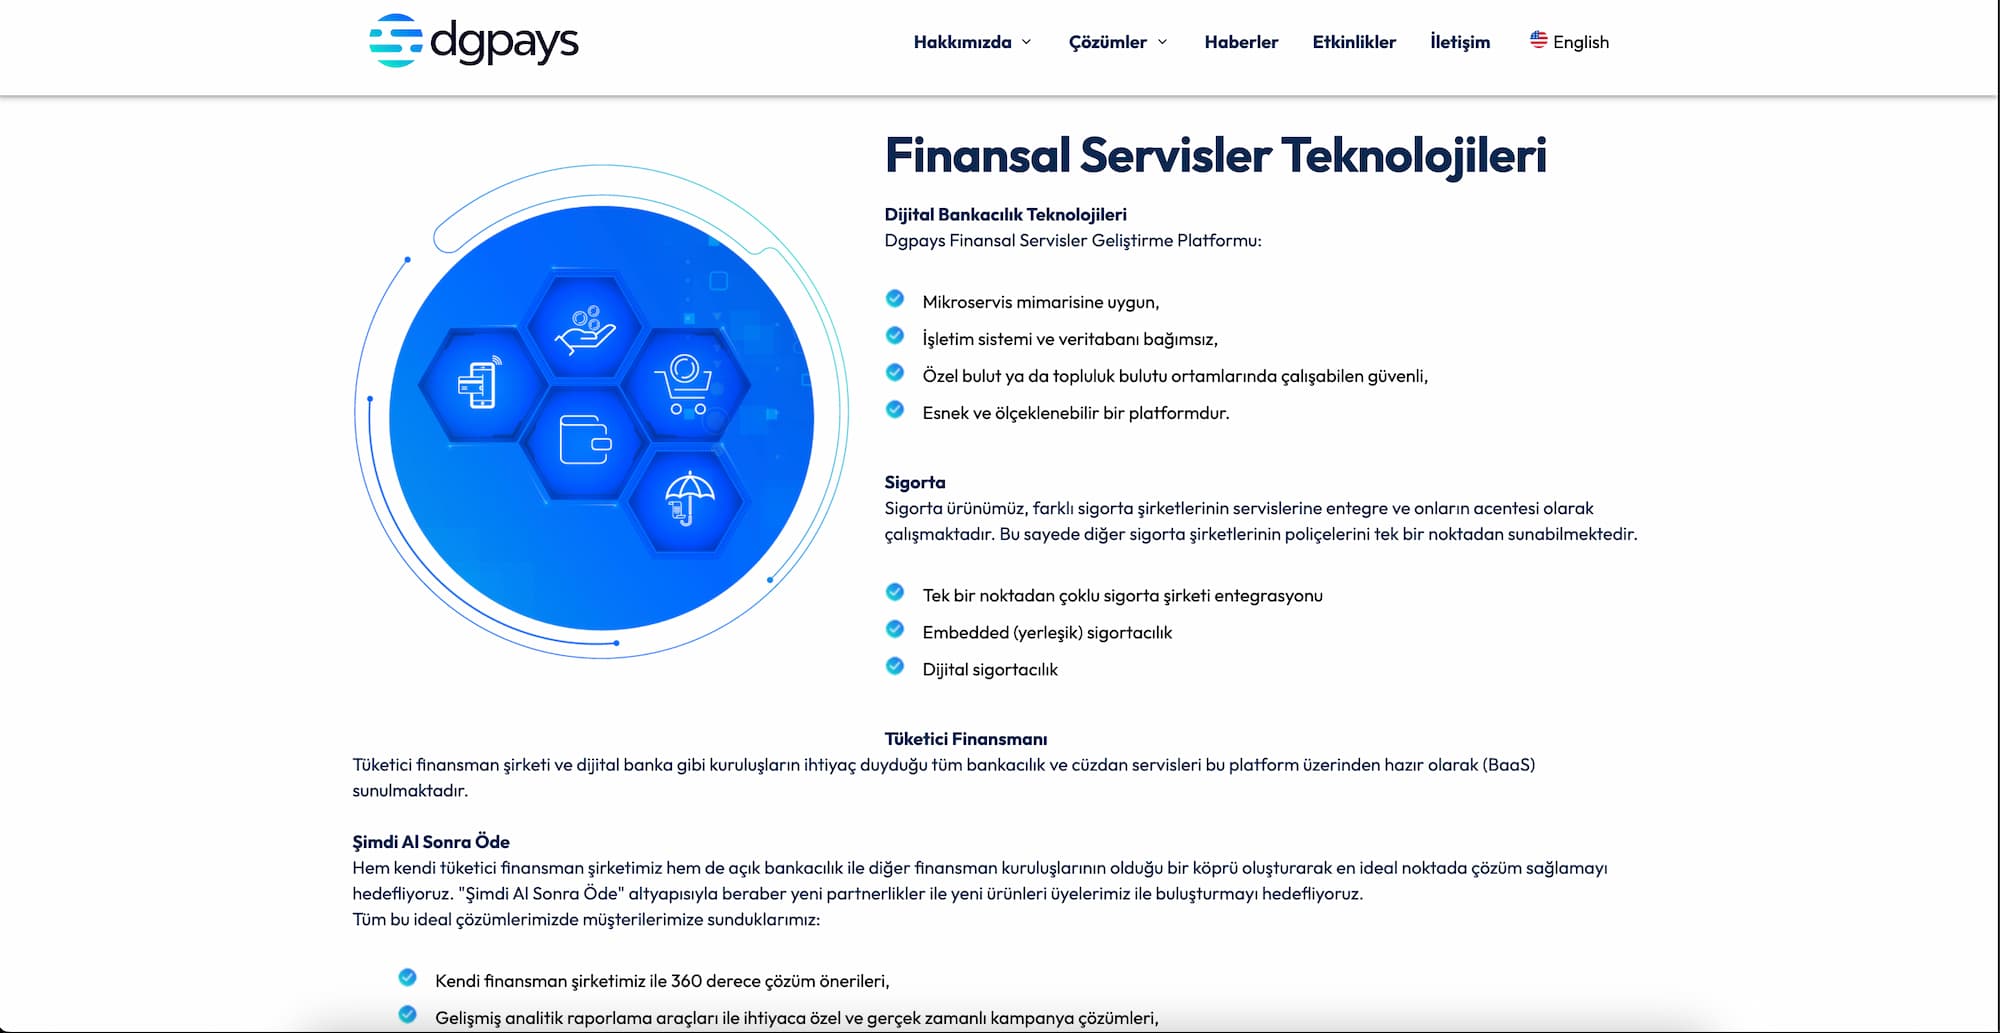 dgpays
Hakkımızda
Çözümler
Haberler
Etkinlikler
İletişim
English
Finansal Servisler Teknolojileri
Dijital Bankacılık Teknolojileri
Dgpays Finansal Servisler Geliştirme Platformu:
Mikroservis mimarisine uygun,
İşletim sistemi ve veritabanı bağımsız,
Özel bulut ya da topluluk bulutu ortamlarında çalışabilen güvenli,
Esnek ve ölçeklenebilir bir platformdur.
Sigorta
Sigorta ürünümüz, farklı sigorta şirketlerinin servislerine entegre ve onların acentesi olarak
çalışmaktadır. Bu sayede diğer sigorta şirketlerinin poliçelerini tek bir noktadan sunabilmektedir.
Tek bir noktadan çoklu sigorta şirketi entegrasyonu
Embedded (yerleşik) sigortacılık
Dijital sigortacılık
Tüketici Finansmanı
Tüketici finansman şirketi ve dijital banka gibi kuruluşların ihtiyaç duyduğu tüm bankacılık ve cüzdan servisleri bu platform üzerinden hazır olarak (BaaS)
sunulmaktadır.
Şimdi Al Sonra Öde
Hem kendi tüketici finansman şirketimiz hem de açık bankacılık ile diğer finansman kuruluşlarının olduğu bir köprü oluşturarak en ideal noktada çözüm sağlamayı
hedefliyoruz. "Şimdi Al Sonra Öde" altyapısıyla beraber yeni partnerlikler ile yeni ürünleri üyelerimiz ile buluşturmayı hedefliyoruz.
Tüm bu ideal çözümlerimizde müşterilerimize sunduklarımız:
Kendi finansman şirketimiz ile 360 derece çözüm önerileri,
Gelişmiş analitik raporlama araçları ile ihtiyaca özel ve gerçek zamanlı kampanya çözümleri,